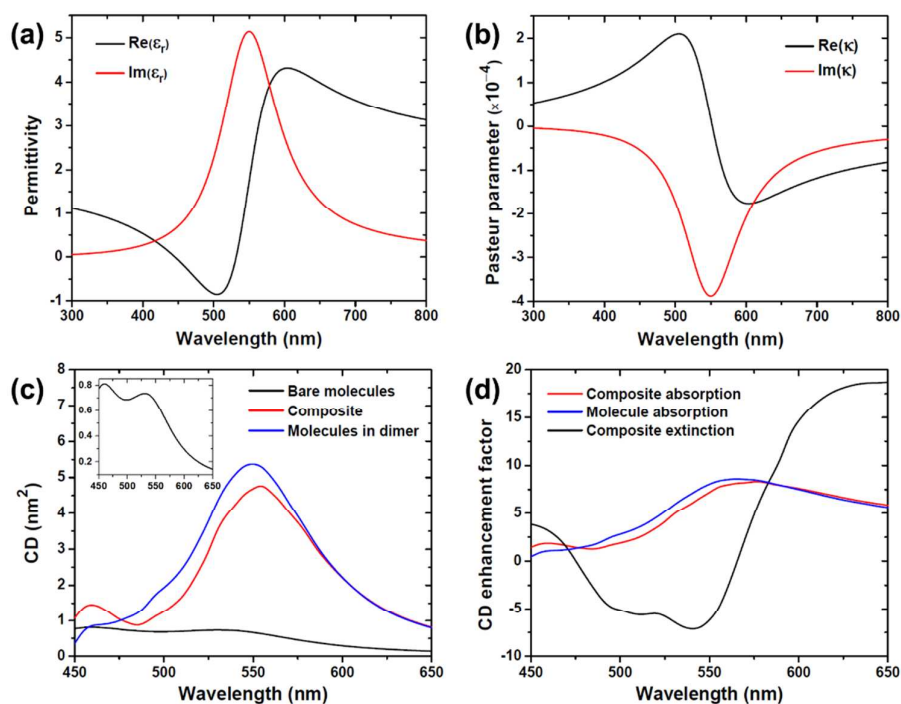 (a)
Re(εr)
Im(εr)
Permittivity
5
4
3
2
1
0
-1
300 400 500 600 700 800
Wavelength (nm)
(b)
Re(κ)
Im(κ)
Pasteur parameter (×10−4)
2
1
0
-1
-2
-3
-4
300 400 500 600 700 800
Wavelength (nm)
(c)
Bare molecules
Composite
Molecules in dimer
CD (nm2)
8
7
6
5
4
3
2
1
0
0.8
0.6
0.4
0.2
450 500 550 600 650
450 500 550 600 650
Wavelength (nm)
(d)
Composite absorption
Molecule absorption
Composite extinction
CD enhancement factor
20
15
10
5
0
-5
-10
450 500 550 600 650
Wavelength (nm)